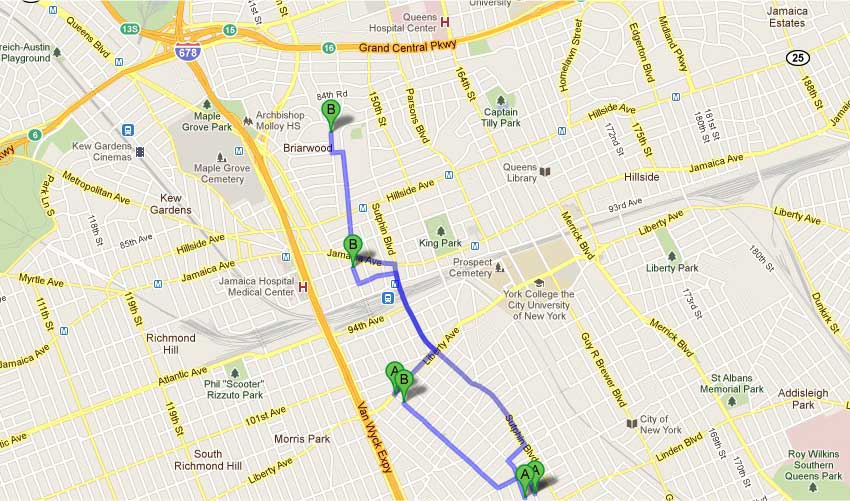 Queens
Hospital Center
H
University
Jamaica
Estates
13S
15
16
Grand Central Pkwy
678
Queens Blvd
Playground
Homelawn Street
Edgerton Blvd
Midland Pkwy
25
188th St
84th Rd
150th St
Parsons Blvd
164th St
B
Maple
Grove Park
Archbishop
Molloy HS
Captain
Tilly Park
Hillside Ave
181st St
180th St
6
Kew Gardens
Cinemas
Briarwood
172nd St
175th St
Jamaica Ave
Maple Grove
Cemetery
Queens
Library
Hillside
Metropolitan Ave
Park Ln S
Kew
Gardens
Hillside Ave
93rd Ave
Liberty Ave
118th St
85th Ave
Sutphin Blvd
King Park
Merrick Blvd
Liberty Ave
Hillside Ave
B
Jamaica Ave
Jamaica Ave
Myrtle Ave
Jamaica Hospital
Medical Center
H
Prospect
Cemetery
Liberty Park
180th St
York College the
City University
of New York
173rd St
Dunkirk St
111th St
Richmond
Hill
94th Ave
Liberty Ave
Merrick Blvd
Jamaica Ave
Atlantic Ave
Guy R Brewer Blvd
A
B
Phil "Scooter"
Rizzuto Park
St Albans
Memorial Park
Addisleigh
Park
119th St
101st Ave
Van Wyck Expy
Sutphin Blvd
City of
New York
Morris Park
169th St
Linden Blvd
South
Richmond Hill
Liberty Ave
170th St
Roy Wilkins
Southern
Queens Park
A
A